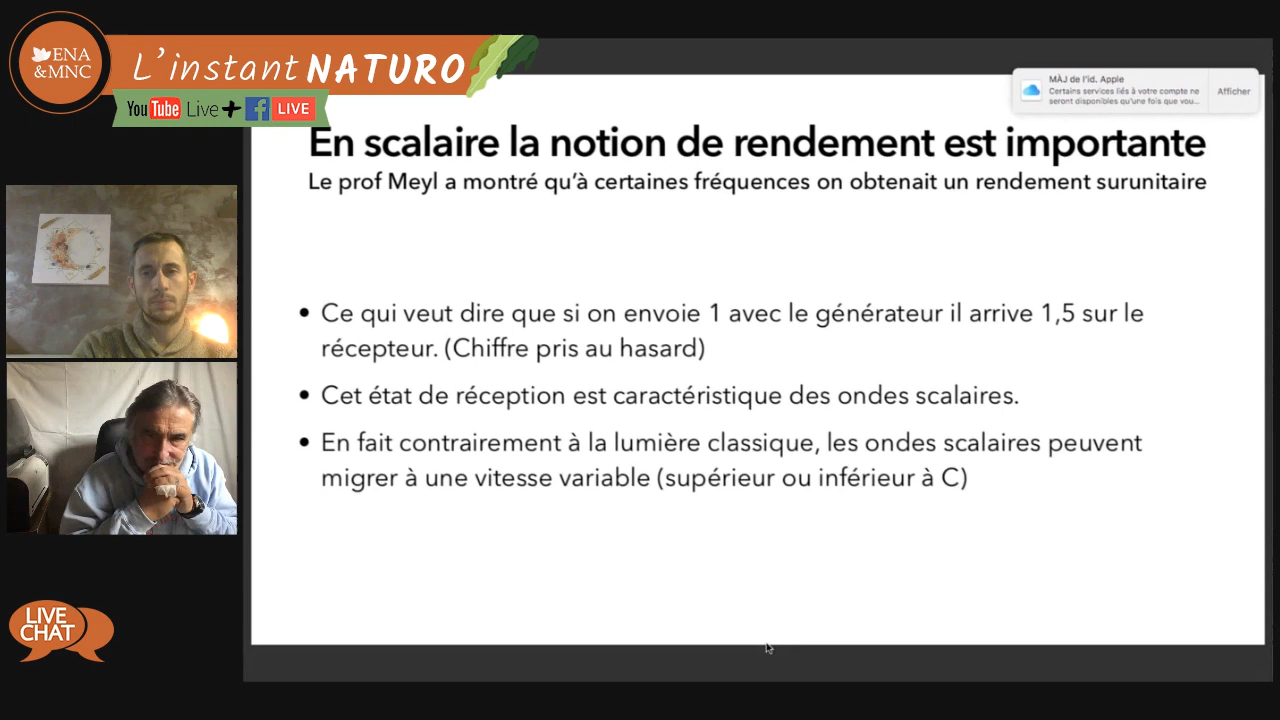 ENA
&MNC
L'instant NATURO
YouTube Live + f LIVE
MÀJ de l'id. Apple
Certains services liés à votre compte ne
seront disponibles qu'une fois que vou...
Afficher
En scalaire la notion de rendement est importante
Le prof Meyl a montré qu'à certaines fréquences on obtenait un rendement surunitaire
• Ce qui veut dire que si on envoie 1 avec le générateur il arrive 1,5 sur le
récepteur. (Chiffre pris au hasard)
• Cet état de réception est caractéristique des ondes scalaires.
• En fait contrairement à la lumière classique, les ondes scalaires peuvent
migrer à une vitesse variable (supérieur ou inférieur à C)
LIVE
CHAT